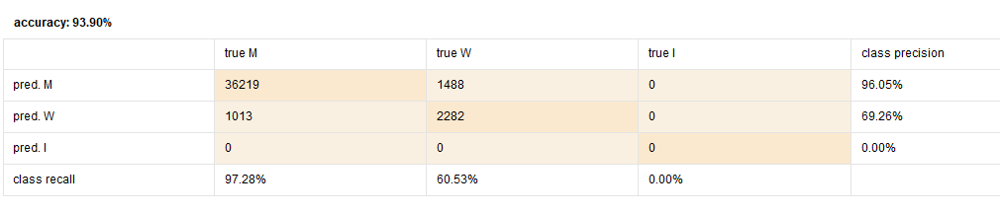 accuracy: 93.90%
true M true W true I class precision
pred. M 36219 1488 0 96.05%
pred. W 1013 2282 0 69.26%
pred. I 0 0 0 0.00%
class recall 97.28% 60.53% 0.00%